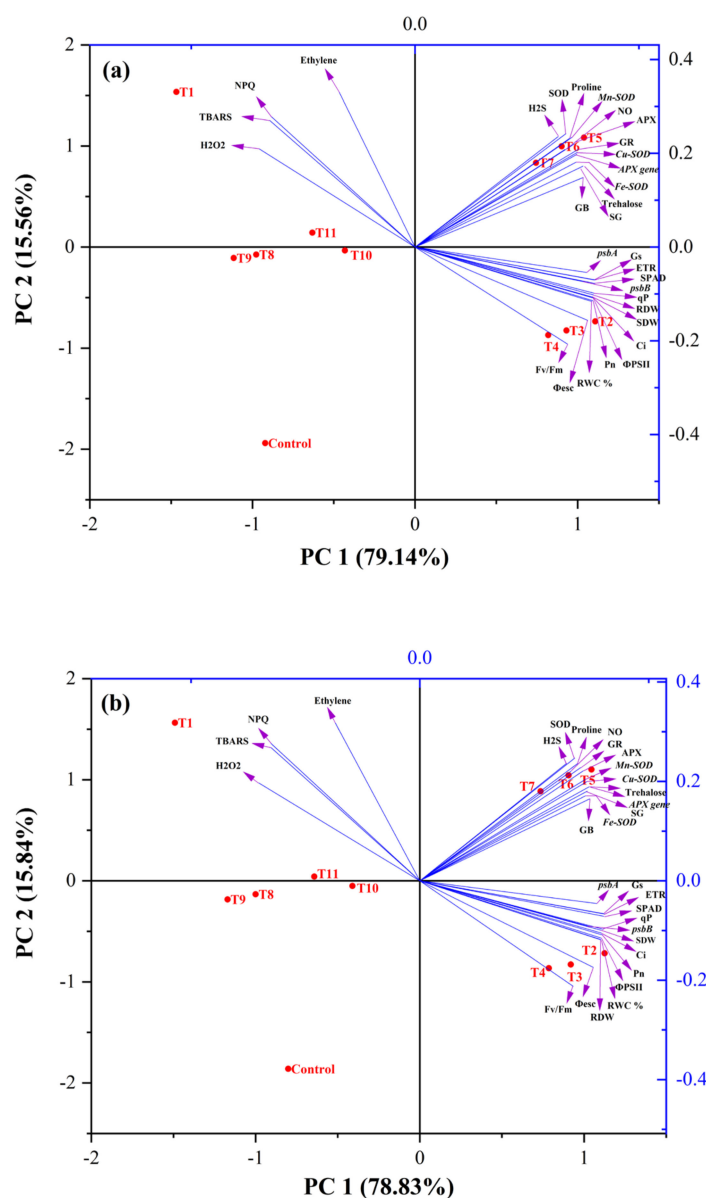 0.0
2
(a)
Ethylene
0.4
T1
NPQ
Proline
SOD
Mn-SOD
TBARS
H2S
NO
APX
H2O2
T5
GR
1
T6
Cu-SOD
0.2
T7
APX gene
Fe-SOD
Trehalose
GB
SG
T11
0
T10
0.0
T9
T8
psbA
Gs
ETR
SPAD
psbB
qP
RDW
T2
SDW
T3
T4
Ci
-0.2
-1
Fv/Fm
Pn
ΦPSII
Φesc
RWC %
Control
-0.4
-2
-2
-1
0
1
PC 2 (15.56%)
PC 1 (79.14%)
0.0
2
(b)
Ethylene
0.4
T1
NPQ
SOD
Proline
NO
TBARS
H2S
GR
APX
H2O2
Mn-SOD
T5
T6
Cu-SOD
1
T7
Trehalose
0.2
APX gene
SG
GB
Fe-SOD
T11
0
T10
0.0
T9
T8
psbA
Gs
ETR
SPAD
qP
psbB
SDW
T2
Ci
T4
T3
Pn
-0.2
-1
ΦPSII
Fv/Fm
Φesc
RWC %
RDW
Control
-0.4
-2
-2
-1
0
1
PC 2 (15.84%)
PC 1 (78.83%)